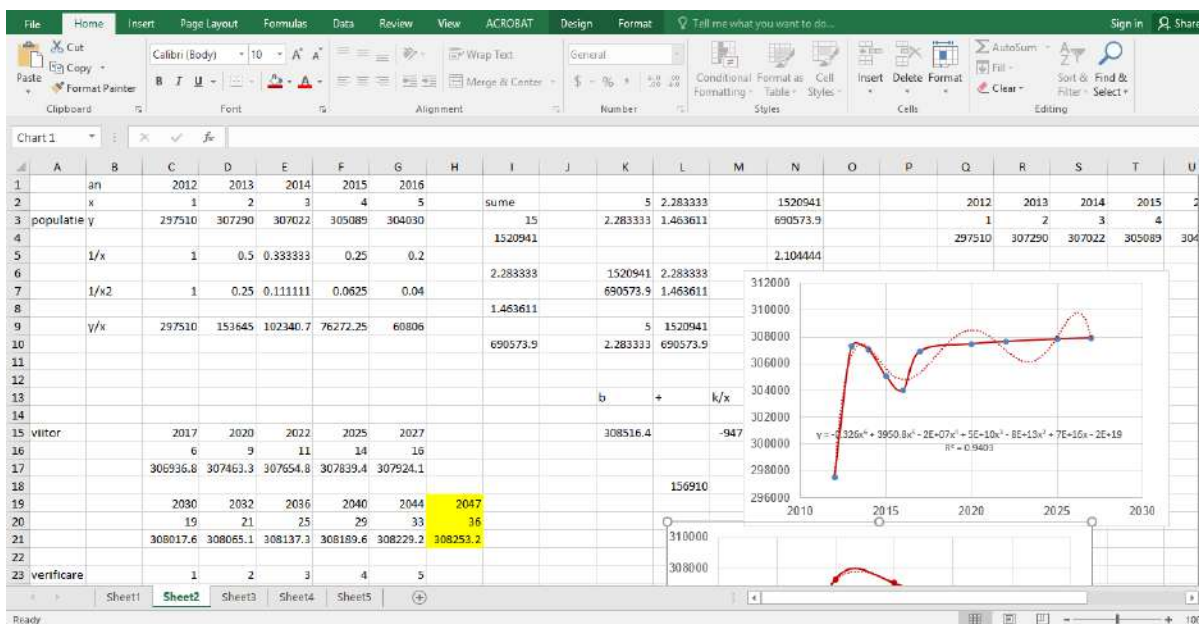 File Home Insert Page Layout Formulas Data Review View ACROBAT Design Format Tell me what you want to do... Sign in Share
Cut
Copy
Format Painter
Paste
Calibri (Body) 10
Wrap Text
Merge & Center
General
Conditional Formatting
Format as Table
Cell Styles
Insert Delete Format
AutoSum
Fill
Clear
Sort & Filter
Find & Select
Clipboard Font Alignment Number Styles Cells Editing
Chart 1 fx
A B C D E F G H I J K L M N O P Q R S T U
1 an 2012 2013 2014 2015 2016
2 x 1 2 3 4 5 sume 5 2.283333 1520941 2012 2013 2014 2015
3 populatie y 297510 307290 307022 305089 304030 15 2.283333 1.463611 690573.9 1 2 3 4
4 1520941 297510 307290 307022 305089 304
5 1/x 1 0.5 0.333333 0.25 0.2 2.104444
6 2.283333 1520941 2.283333
7 1/x2 1 0.25 0.111111 0.0625 0.04 690573.9 1.463611
8 1.463611
9 y/x 297510 153645 102340.7 76272.25 60806 5 1520941
10 690573.9 2.283333 690573.9
11
12
13 b + k/x
14
15 viitor 2017 2020 2022 2025 2027 308516.4 -947
16 6 9 11 14 16
17 306936.8 307463.3 307654.8 307839.4 307924.1
18 156910
19 2030 2032 2036 2040 2044 2047
20 19 21 25 29 33 36
21 308017.6 308065.1 308137.3 308189.6 308229.2 308253.2
22
23 verificare 1 2 3 4 5
312000
310000
308000
306000
304000
302000
300000
298000
296000
2010 2015 2020 2025 2030
R² = 0.9403
310000
308000
Sheet1 Sheet2 Sheet3 Sheet4 Sheet5
Ready
100